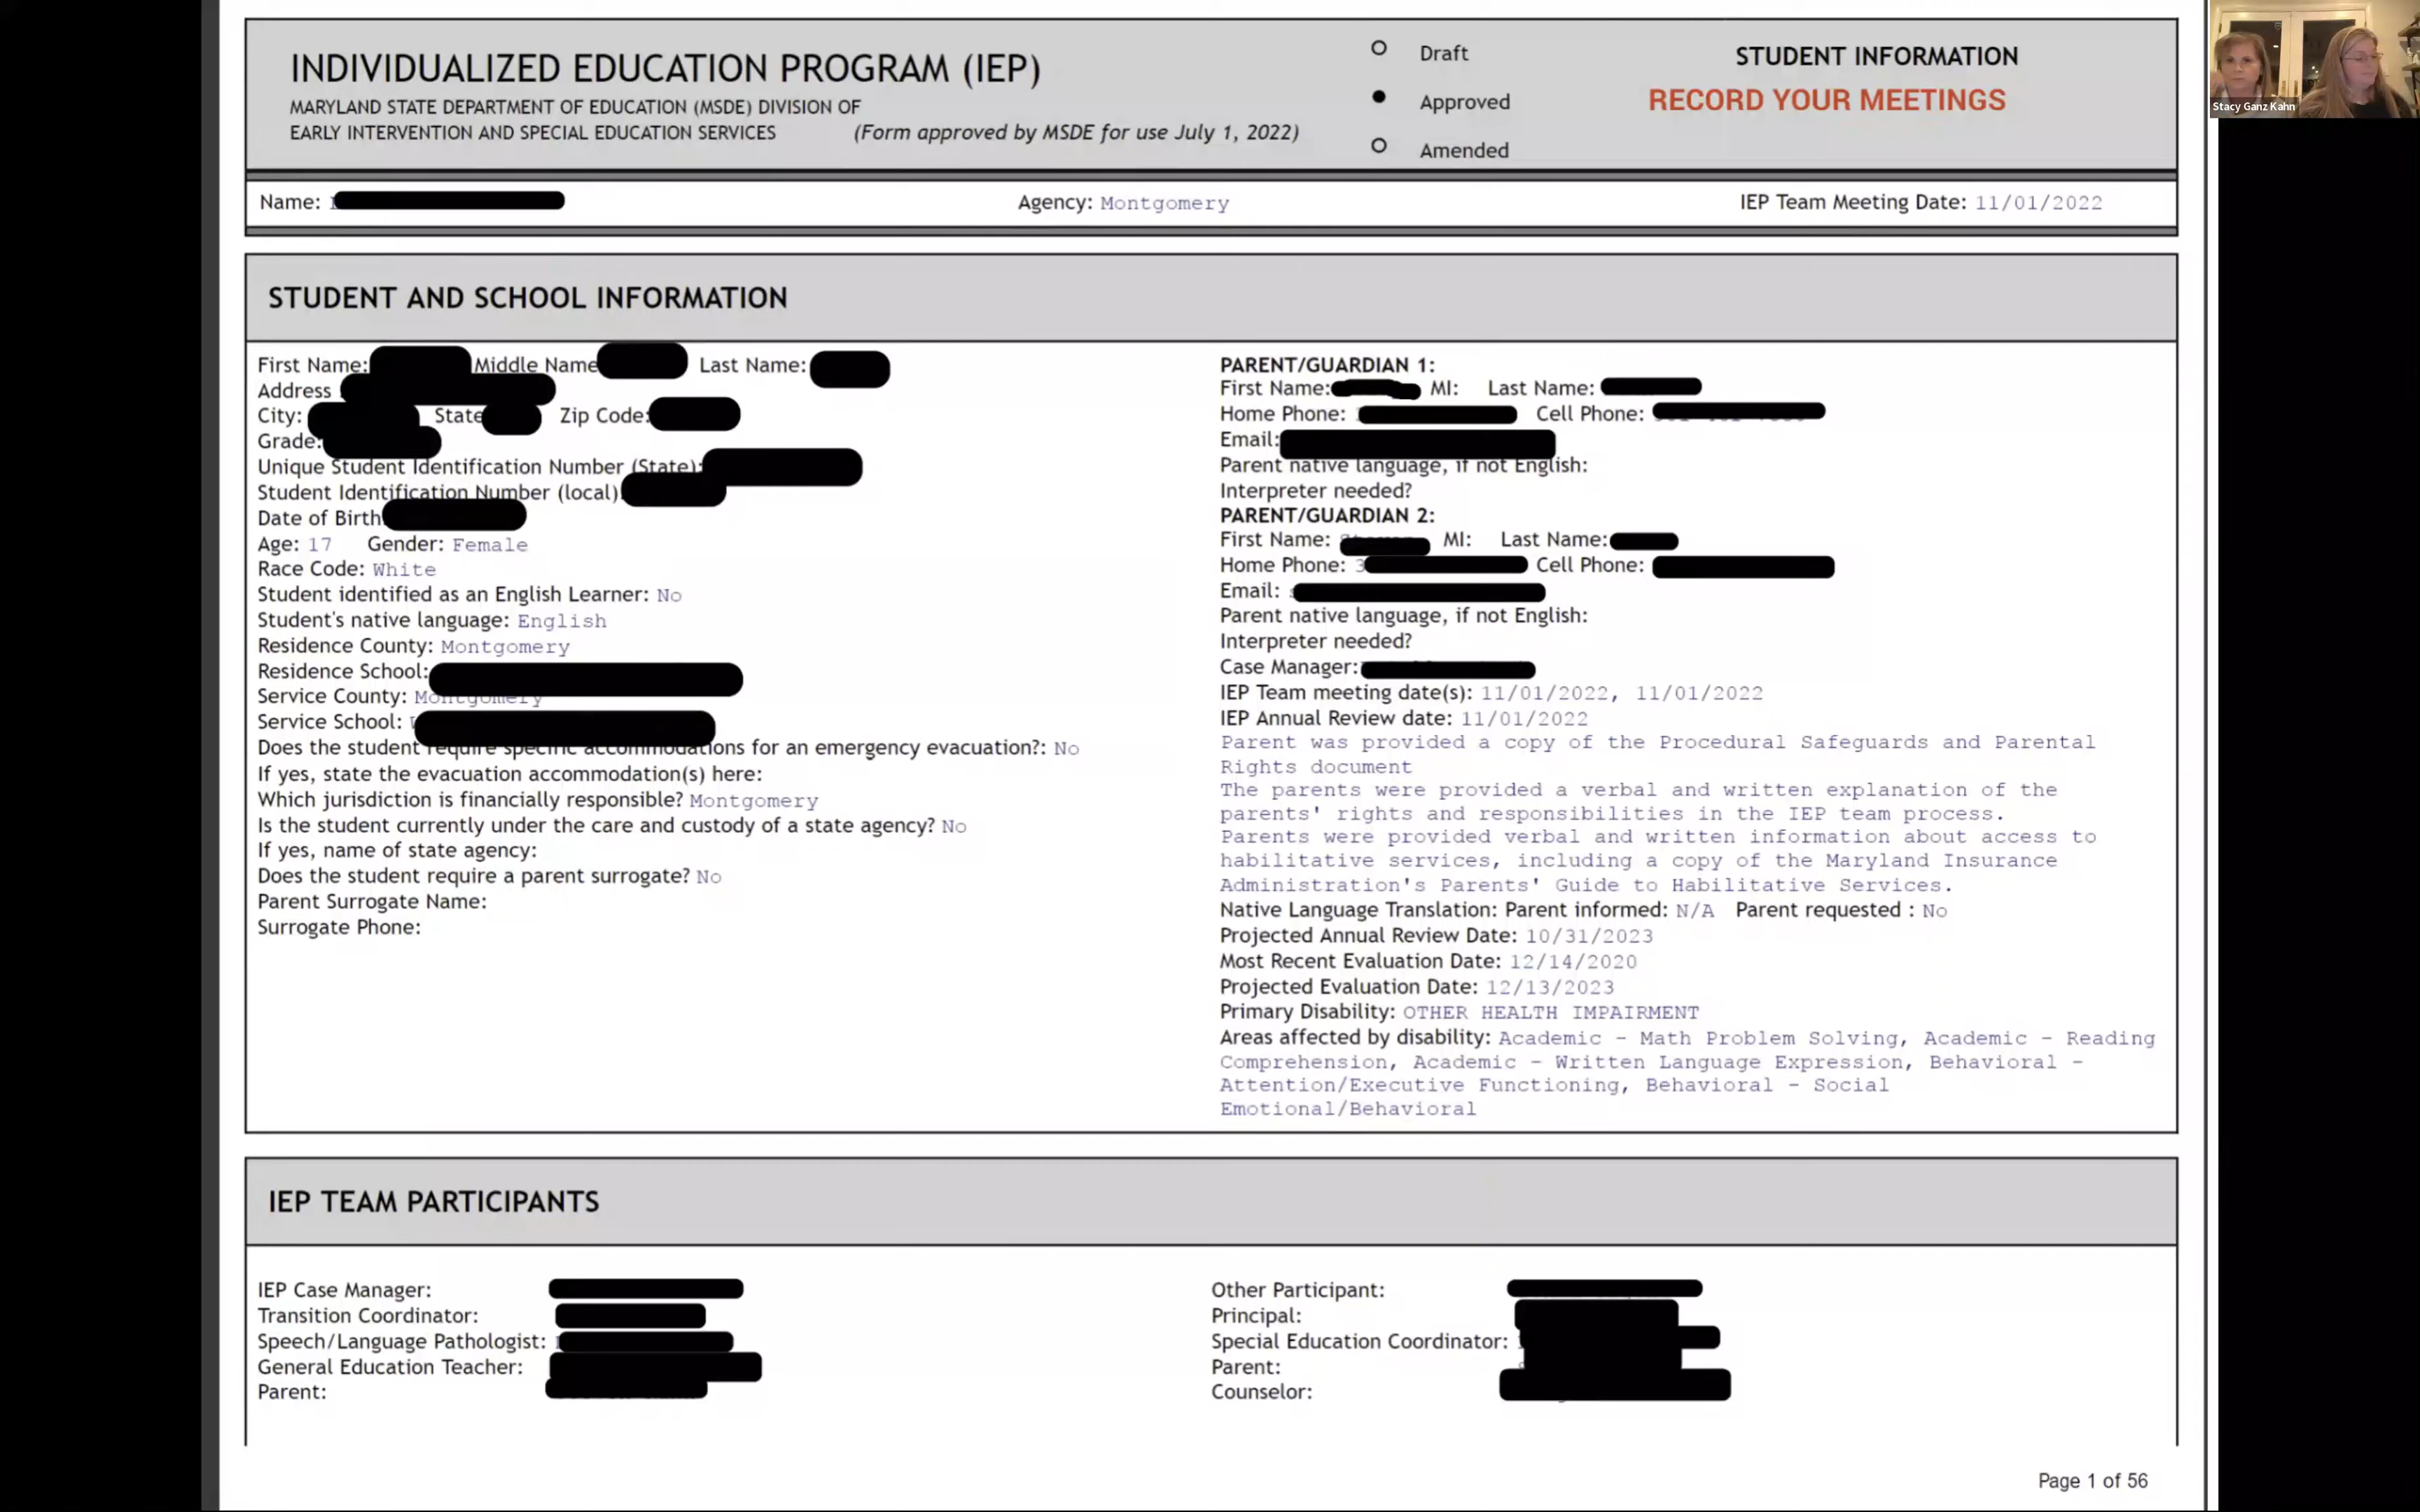 INDIVIDUALIZED EDUCATION PROGRAM (IEP)
MARYLAND STATE DEPARTMENT OF EDUCATION (MSDE) DIVISION OF
EARLY INTERVENTION AND SPECIAL EDUCATION SERVICES (Form approved by MSDE for use July 1, 2022)
Draft
Approved
Amended
STUDENT INFORMATION
RECORD YOUR MEETINGS
Stacy Ganz Kahn
Name: Agency: Montgomery IEP Team Meeting Date: 11/01/2022
STUDENT AND SCHOOL INFORMATION
First Name: Middle Name Last Name:
Address
City: State Zip Code:
Grade:
Unique Student Identification Number (State):
Student Identification Number (local)
Date of Birth
Age: 17 Gender: Female
Race Code: White
Student identified as an English Learner: No
Student's native language: English
Residence County: Montgomery
Residence School:
Service County: Montgomery
Service School:
Does the student require specific accommodations for an emergency evacuation?: No
If yes, state the evacuation accommodation(s) here:
Which jurisdiction is financially responsible? Montgomery
Is the student currently under the care and custody of a state agency? No
If yes, name of state agency:
Does the student require a parent surrogate? No
Parent Surrogate Name:
Surrogate Phone:
PARENT/GUARDIAN 1:
First Name: MI: Last Name:
Home Phone: Cell Phone:
Email:
Parent native language, if not English:
Interpreter needed?
PARENT/GUARDIAN 2:
First Name: MI: Last Name:
Home Phone: Cell Phone:
Email:
Parent native language, if not English:
Interpreter needed?
Case Manager:
IEP Team meeting date(s): 11/01/2022, 11/01/2022
IEP Annual Review date: 11/01/2022
Parent was provided a copy of the Procedural Safeguards and Parental
Rights document
The parents were provided a verbal and written explanation of the
parents' rights and responsibilities in the IEP team process.
Parents were provided verbal and written information about access to
habilitative services, including a copy of the Maryland Insurance
Administration's Parents' Guide to Habilitative Services.
Native Language Translation: Parent informed: N/A Parent requested : No
Projected Annual Review Date: 10/31/2023
Most Recent Evaluation Date: 12/14/2020
Projected Evaluation Date: 12/13/2023
Primary Disability: OTHER HEALTH IMPAIRMENT
Areas affected by disability: Academic - Math Problem Solving, Academic - Reading
Comprehension, Academic - Written Language Expression, Behavioral -
Attention/Executive Functioning, Behavioral - Social
Emotional/Behavioral
IEP TEAM PARTICIPANTS
IEP Case Manager:
Transition Coordinator:
Speech/Language Pathologist:
General Education Teacher:
Parent:
Other Participant:
Principal:
Special Education Coordinator:
Parent:
Counselor:
Page 1 of 56